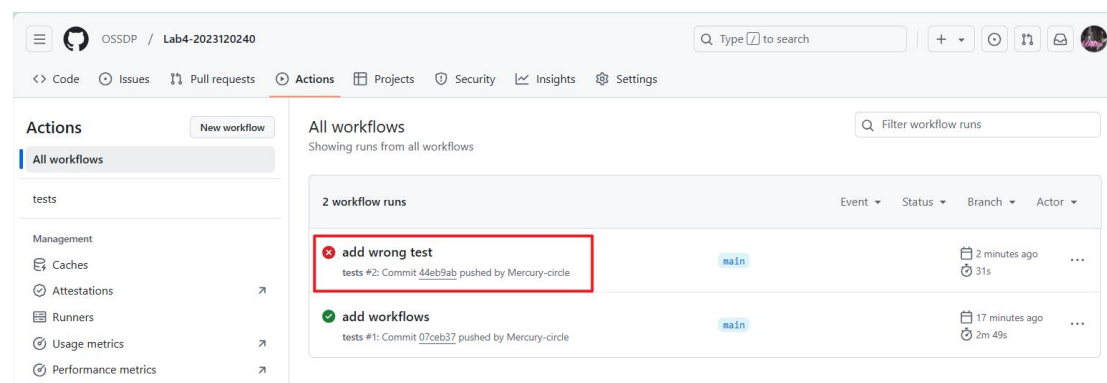 OSSDP / Lab4-2023120240
Type / to search
Code Issues Pull requests Actions Projects Security Insights Settings
Actions
New workflow
All workflows
tests
Management
Caches
Attestations
Runners
Usage metrics
Performance metrics
All workflows
Showing runs from all workflows
Filter workflow runs
2 workflow runs
Event Status Branch Actor
add wrong test
tests #2: Commit 44eb9ab pushed by Mercury-circle
main
2 minutes ago
31s
add workflows
tests #1: Commit 07ceb37 pushed by Mercury-circle
main
17 minutes ago
2m 49s